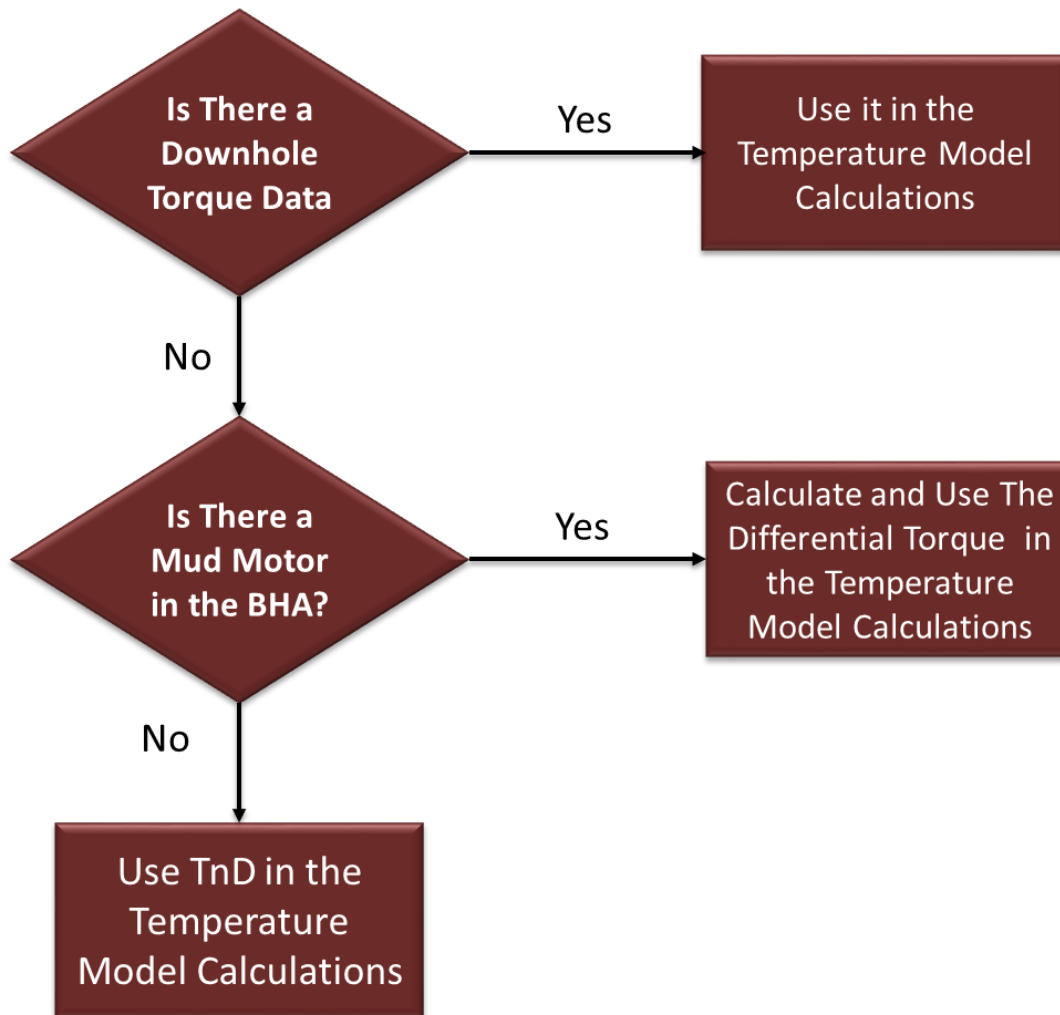 Is There a
Downhole
Torque Data
Yes
Use it in the
Temperature Model
Calculations
No
Is There a
Mud Motor
in the BHA?
Yes
Calculate and Use The
Differential Torque in
the Temperature
Model Calculations
No
Use TnD in the
Temperature
Model Calculations